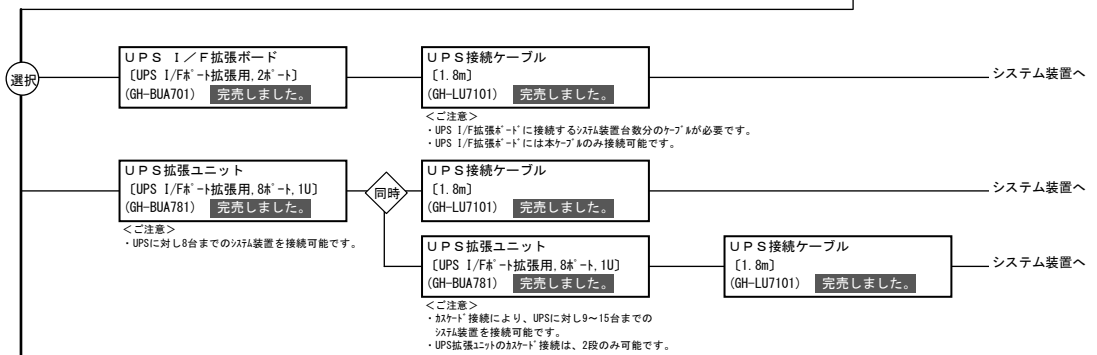 選択
UPS I／F拡張ボード
〔UPS I/Fﾎﾟｰﾄ拡張用,2ﾎﾟｰﾄ〕
(GH-BUA701) 完売しました。
UPS接続ケーブル
〔1.8m〕
(GH-LU7101) 完売しました。
システム装置へ
＜ご注意＞
・UPS I/F拡張ﾎﾞｰﾄﾞに接続するｼｽﾃﾑ装置台数分のｹｰﾌﾞﾙが必要です。
・UPS I/F拡張ﾎﾞｰﾄﾞには本ｹｰﾌﾞﾙのみ接続可能です。
UPS拡張ユニット
〔UPS I/Fﾎﾟｰﾄ拡張用,8ﾎﾟｰﾄ,1U〕
(GH-BUA781) 完売しました。
＜ご注意＞
・UPSに対し8台までのｼｽﾃﾑ装置を接続可能です。
同時
UPS接続ケーブル
〔1.8m〕
(GH-LU7101) 完売しました。
システム装置へ
UPS拡張ユニット
〔UPS I/Fﾎﾟｰﾄ拡張用,8ﾎﾟｰﾄ,1U〕
(GH-BUA781) 完売しました。
UPS接続ケーブル
〔1.8m〕
(GH-LU7101) 完売しました。
システム装置へ
＜ご注意＞
・ｶｽｹｰﾄﾞ接続により、UPSに対し9～15台までの
ｼｽﾃﾑ装置を接続可能です。
・UPS拡張ﾕﾆｯﾄのｶｽｹｰﾄﾞ接続は、2段のみ可能です。